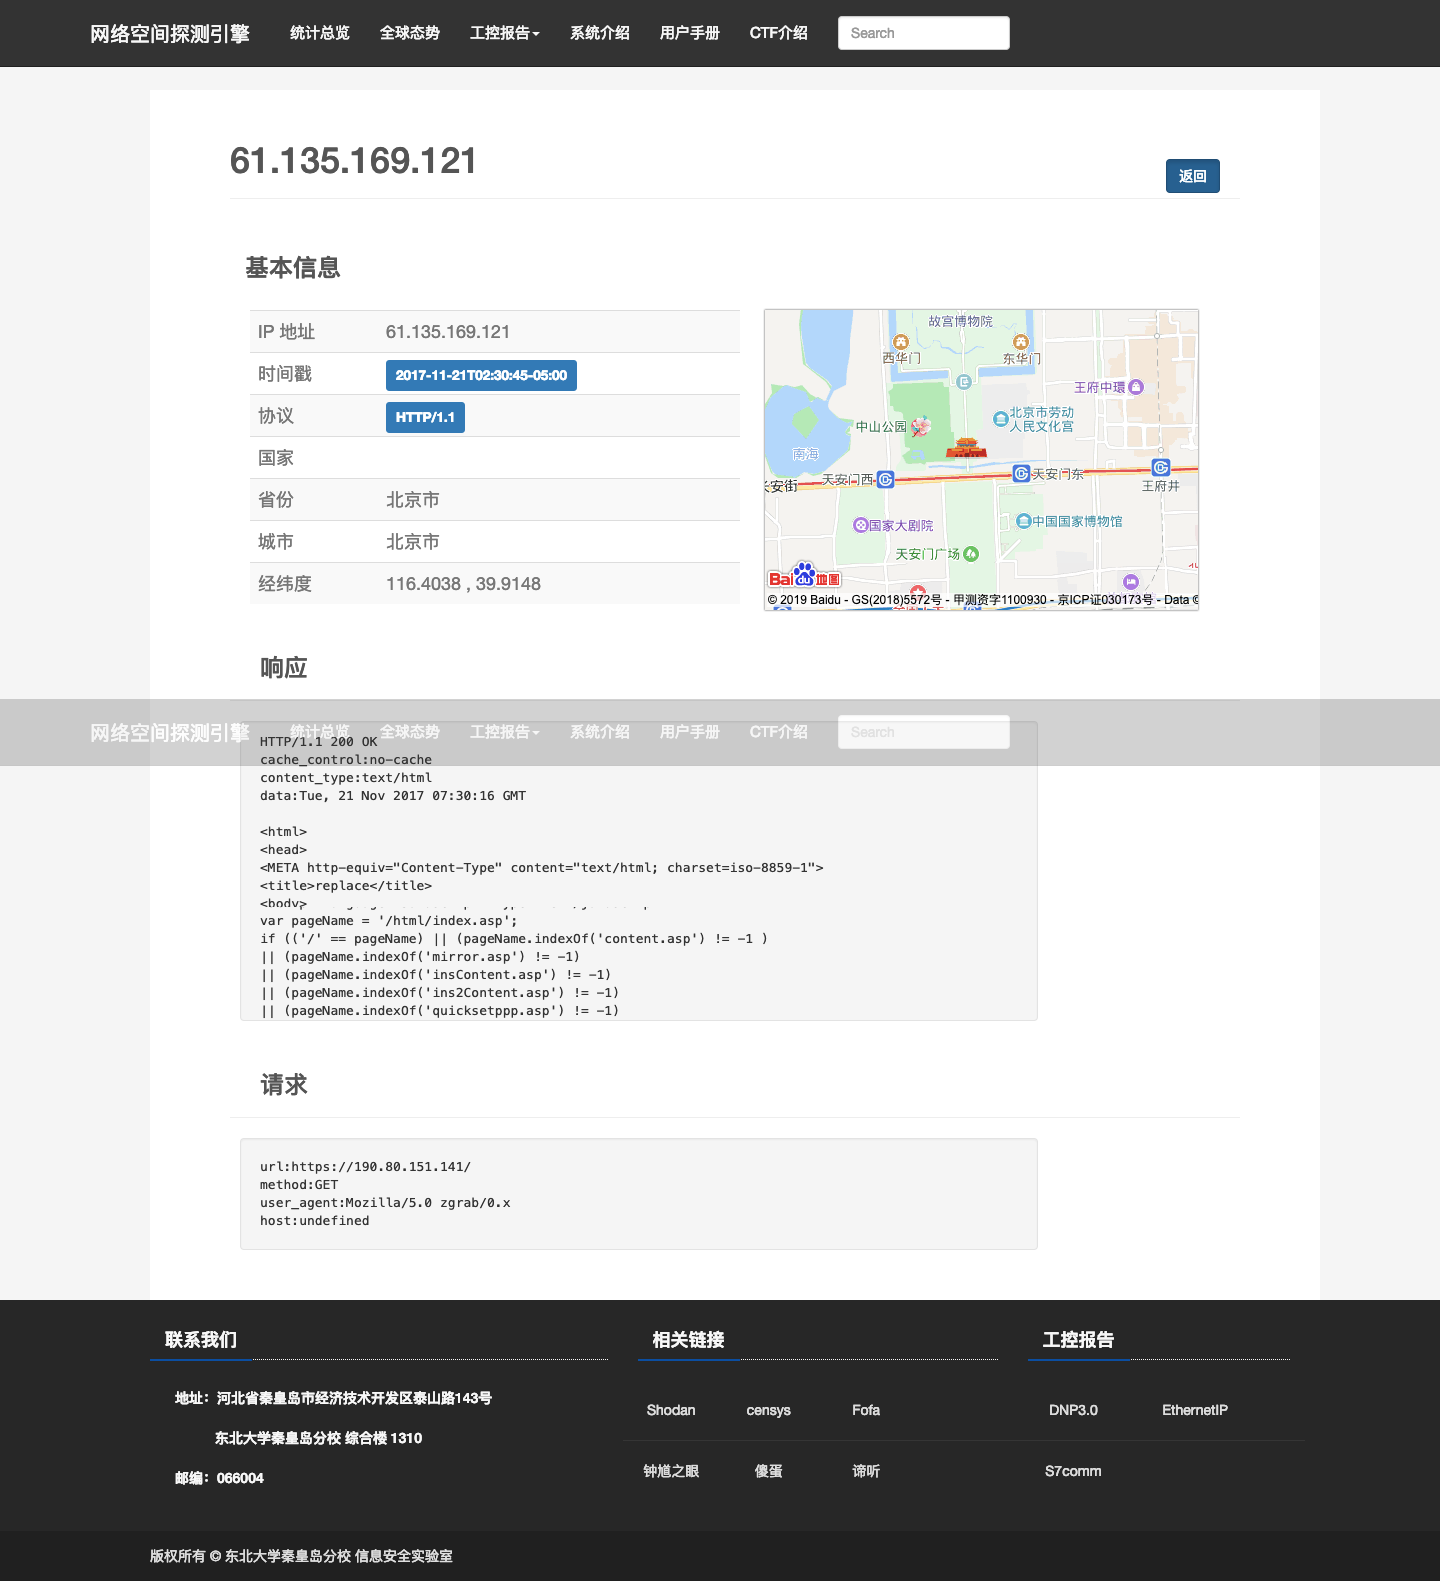 网络空间探测引擎 统计总览 全球态势 工控报告 系统介绍 用户手册 CTF介绍 Search
61.135.169.121
返回
基本信息
IP 地址 61.135.169.121
时间戳 2017-11-21T02:30:45-05:00
协议 HTTP/1.1
国家
省份 北京市
城市 北京市
经纬度 116.4038 , 39.9148
故宫博物院
西华门
东华门
王府中環
北京市劳动
人民文化宫
中山公园
南海
天安门西
天安门东
长安街
王府井
国家大剧院
中国国家博物馆
天安门广场
Bai du 地图
© 2019 Baidu - GS(2018)5572号 - 甲测资字1100930 - 京ICP证030173号 - Data ©
响应
网络空间探测引擎 统计总览 全球态势 工控报告 系统介绍 用户手册 CTF介绍 Search
HTTP/1.1 200 OK
cache_control:no-cache
content_type:text/html
data:Tue, 21 Nov 2017 07:30:16 GMT
<html>
<head>
<META http-equiv="Content-Type" content="text/html; charset=iso-8859-1">
<title>replace</title>
<body>
var pageName = '/html/index.asp';
if (('/' == pageName) || (pageName.indexOf('content.asp') != -1 )
|| (pageName.indexOf('mirror.asp') != -1)
|| (pageName.indexOf('insContent.asp') != -1)
|| (pageName.indexOf('ins2Content.asp') != -1)
|| (pageName.indexOf('quicksetppp.asp') != -1)
请求
url:https://190.80.151.141/
method:GET
user_agent:Mozilla/5.0 zgrab/0.x
host:undefined
联系我们
地址：河北省秦皇岛市经济技术开发区泰山路143号
东北大学秦皇岛分校 综合楼 1310
邮编：066004
相关链接
Shodan censys Fofa
钟馗之眼 傻蛋 谛听
工控报告
DNP3.0 EthernetIP
S7comm
版权所有 © 东北大学秦皇岛分校 信息安全实验室